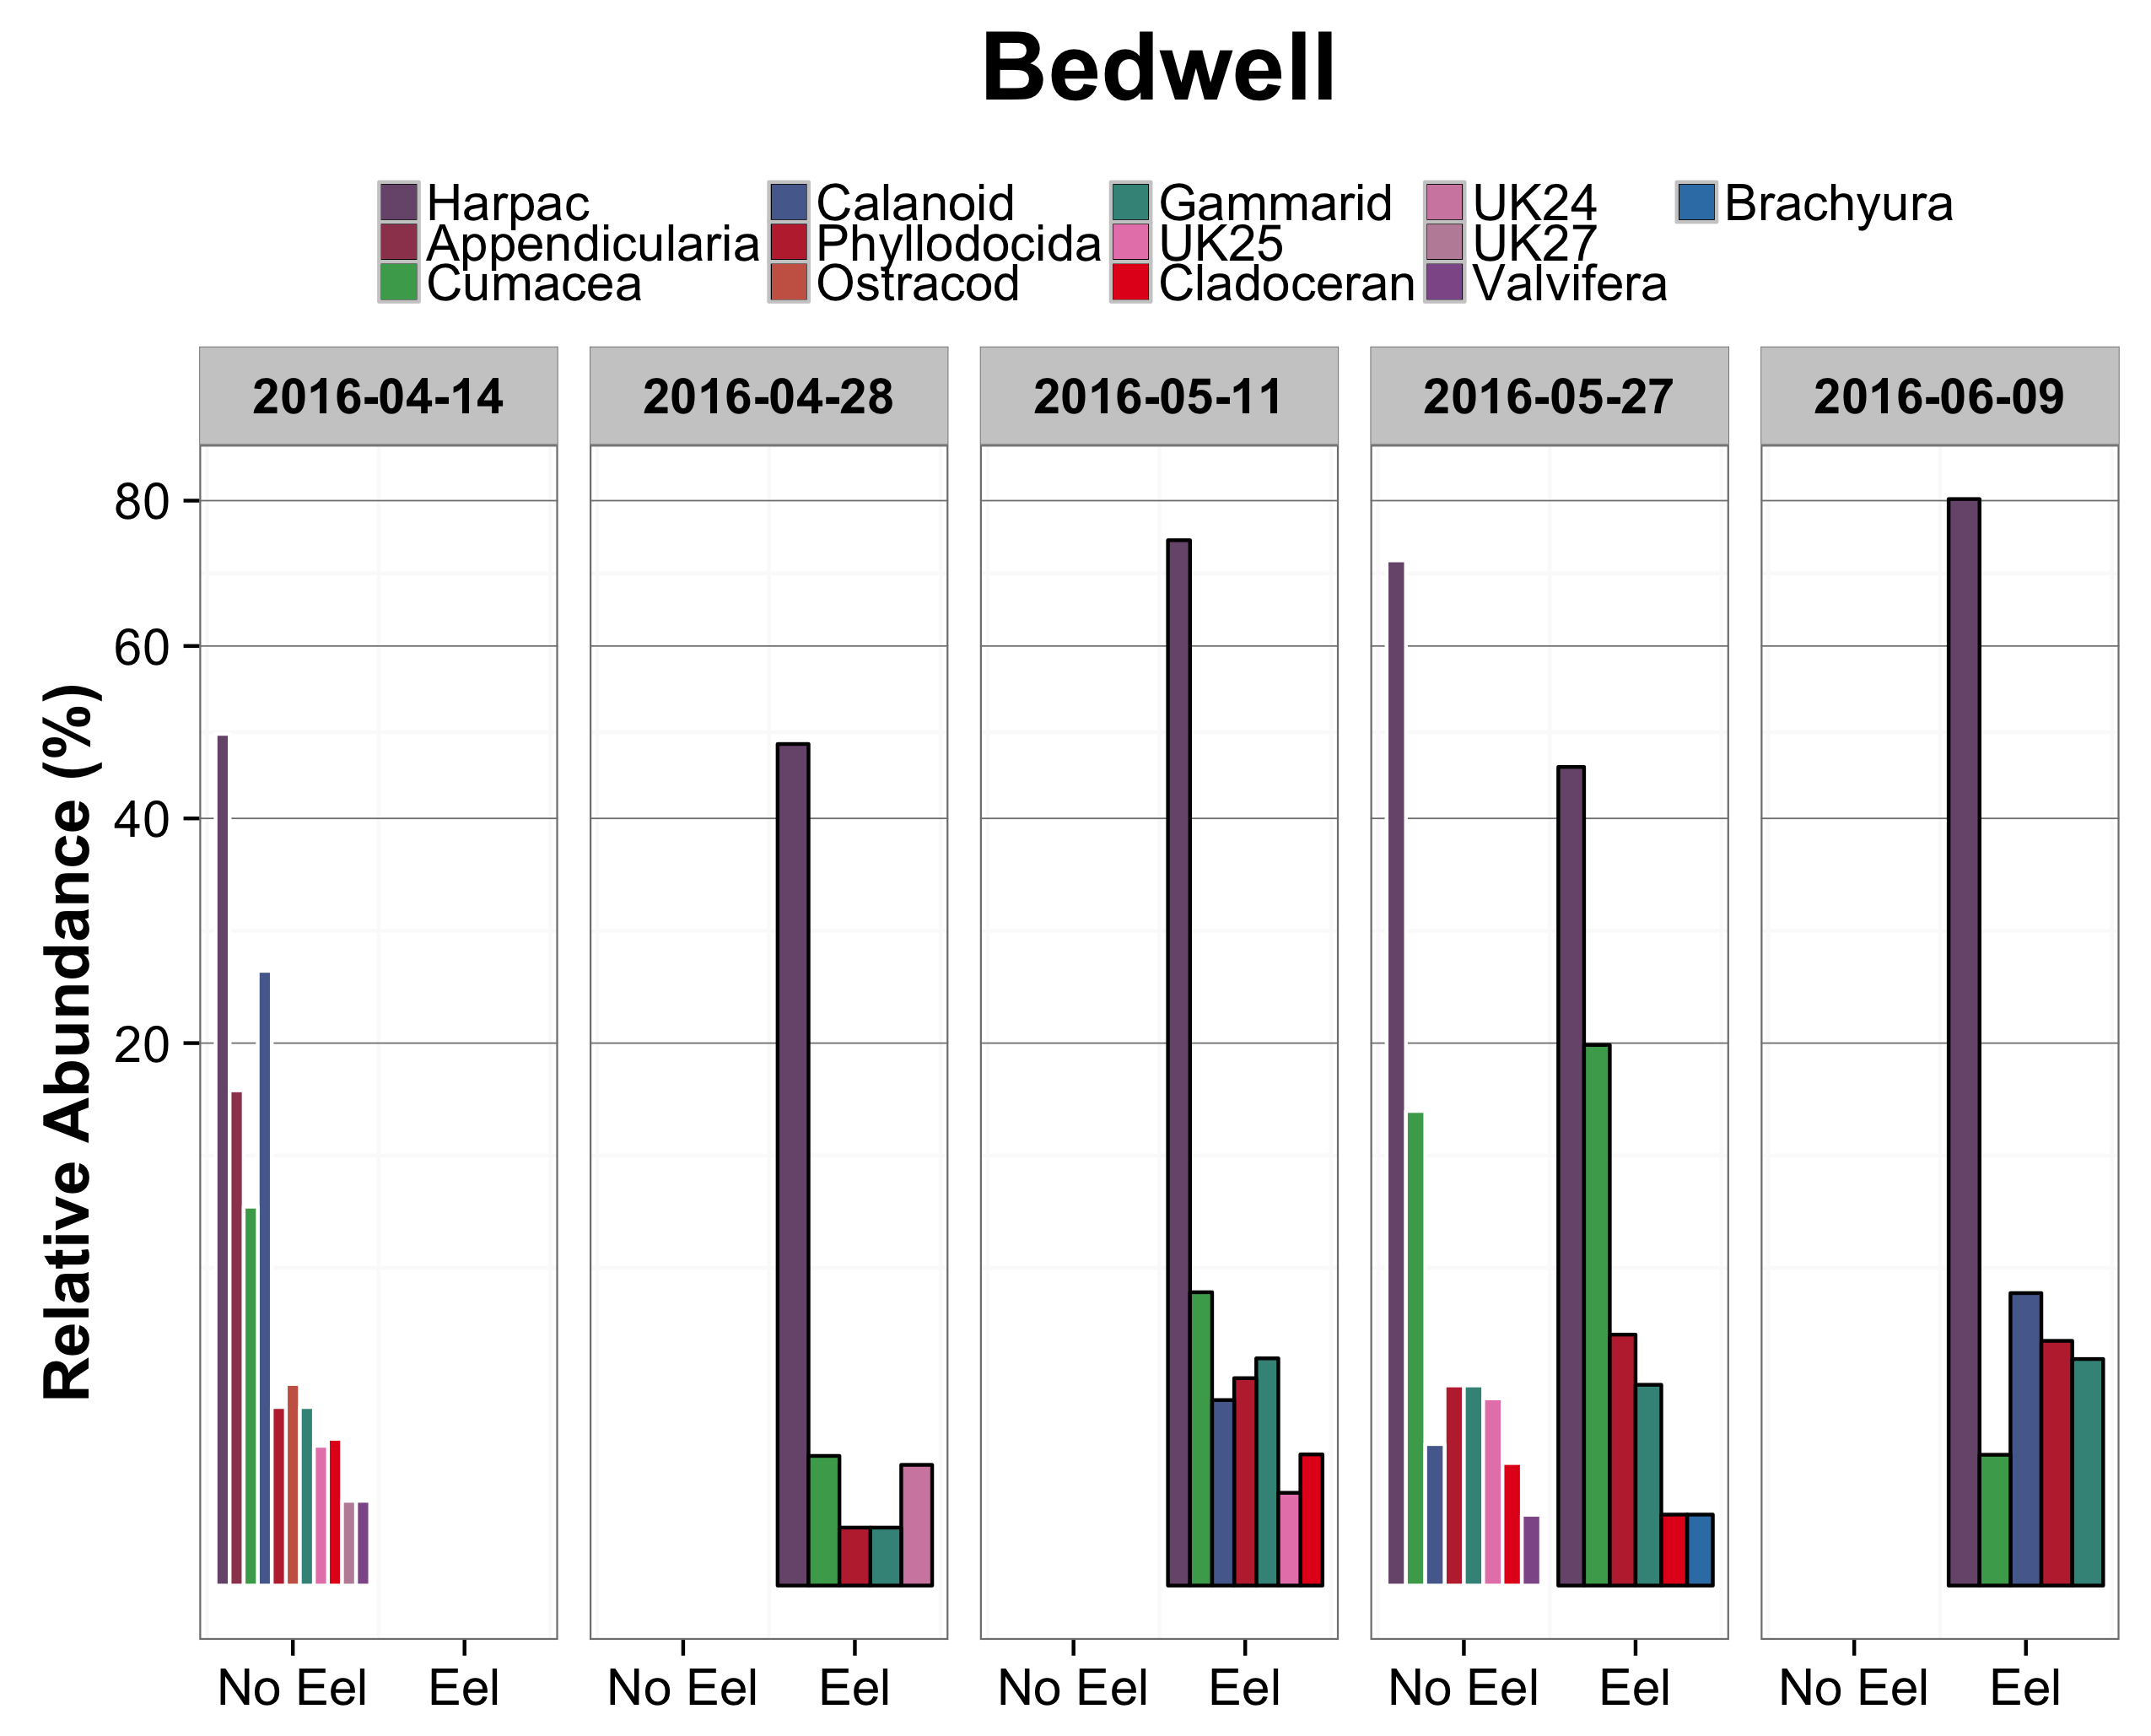 Bedwell
Harpac Calanoid Gammarid UK24 Brachyura
Appendicularia Phyllodocida UK25 UK27
Cumacea Ostracod Cladoceran Valvifera
2016-04-14 2016-04-28 2016-05-11 2016-05-27 2016-06-09
Relative Abundance (%)
80
60
40
20
No Eel Eel No Eel Eel No Eel Eel No Eel Eel No Eel Eel